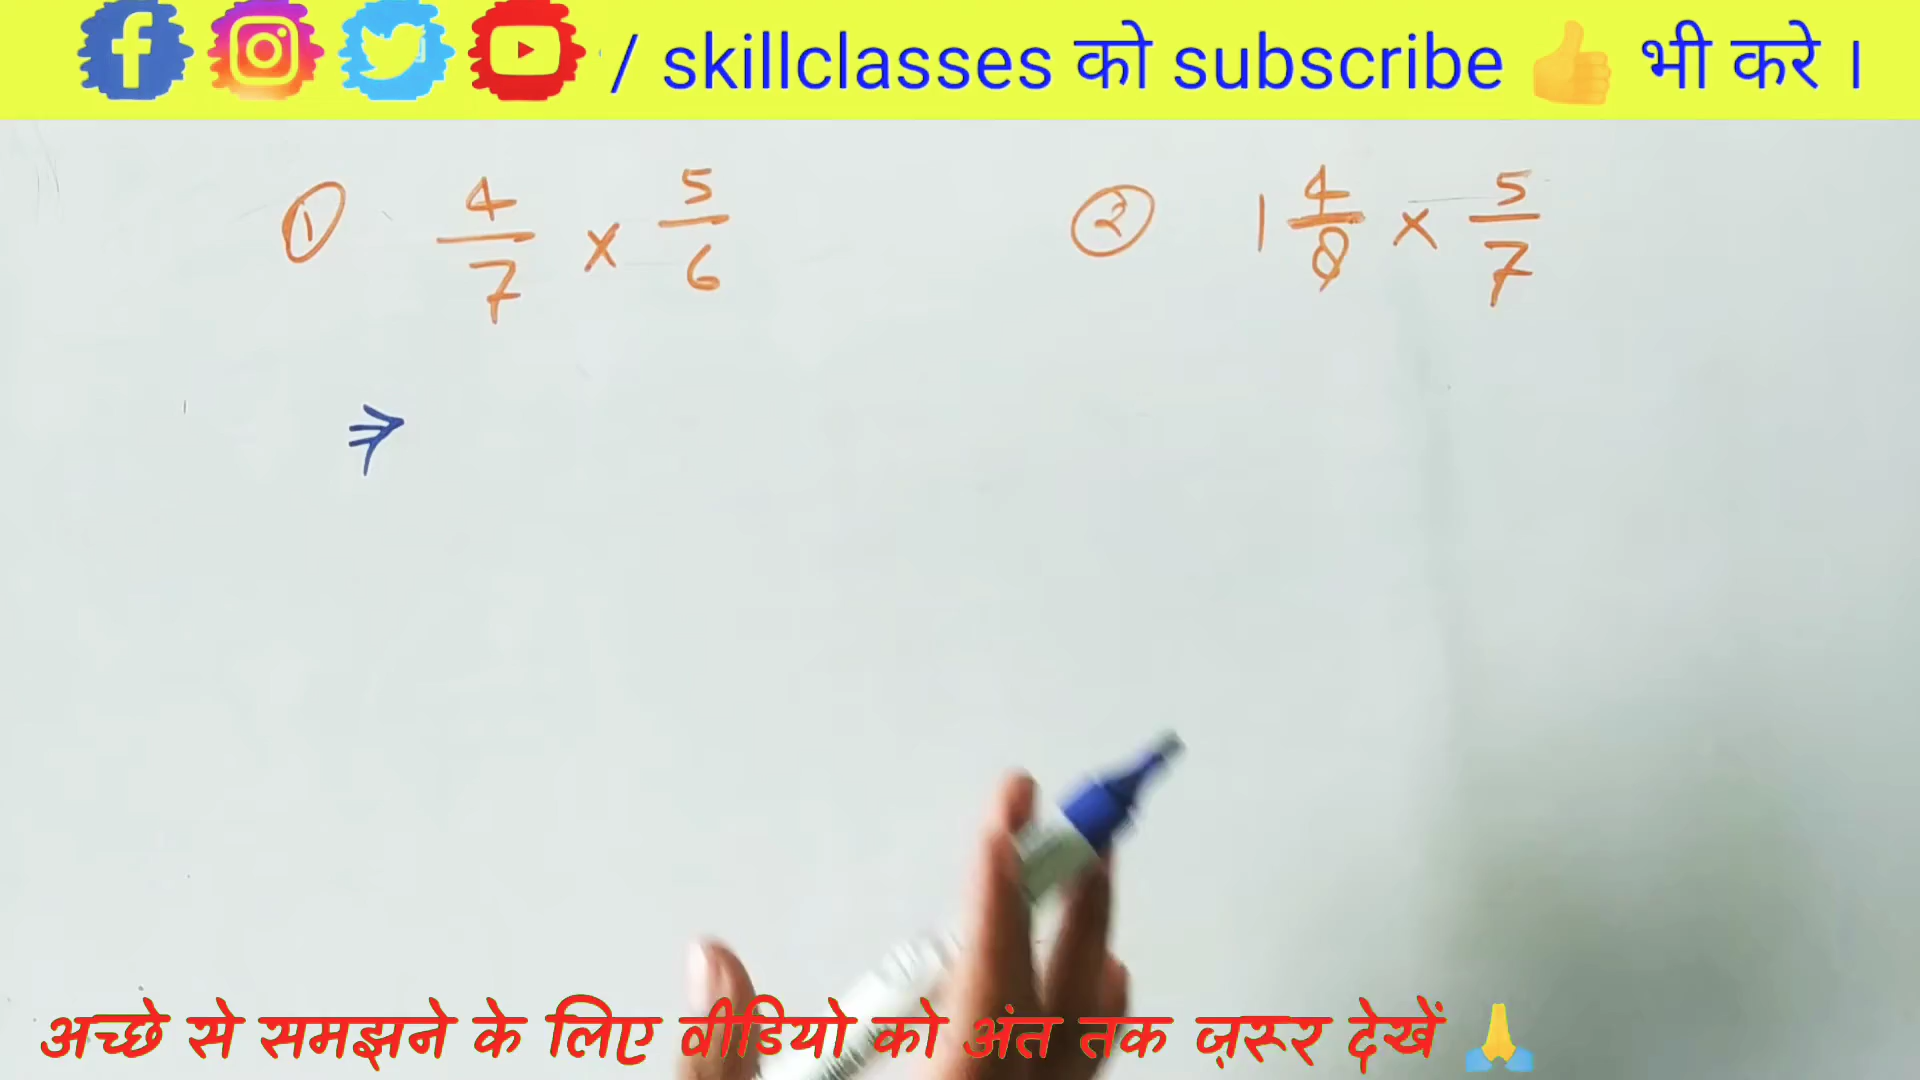 / skillclasses को subscribe 👍 भी करे ।
① 4/7 × 5/6
② 1 4/8 × 5/7
⇒
अच्छे से समझने के लिए वीडियो को अंत तक ज़रूर देखें 🙏